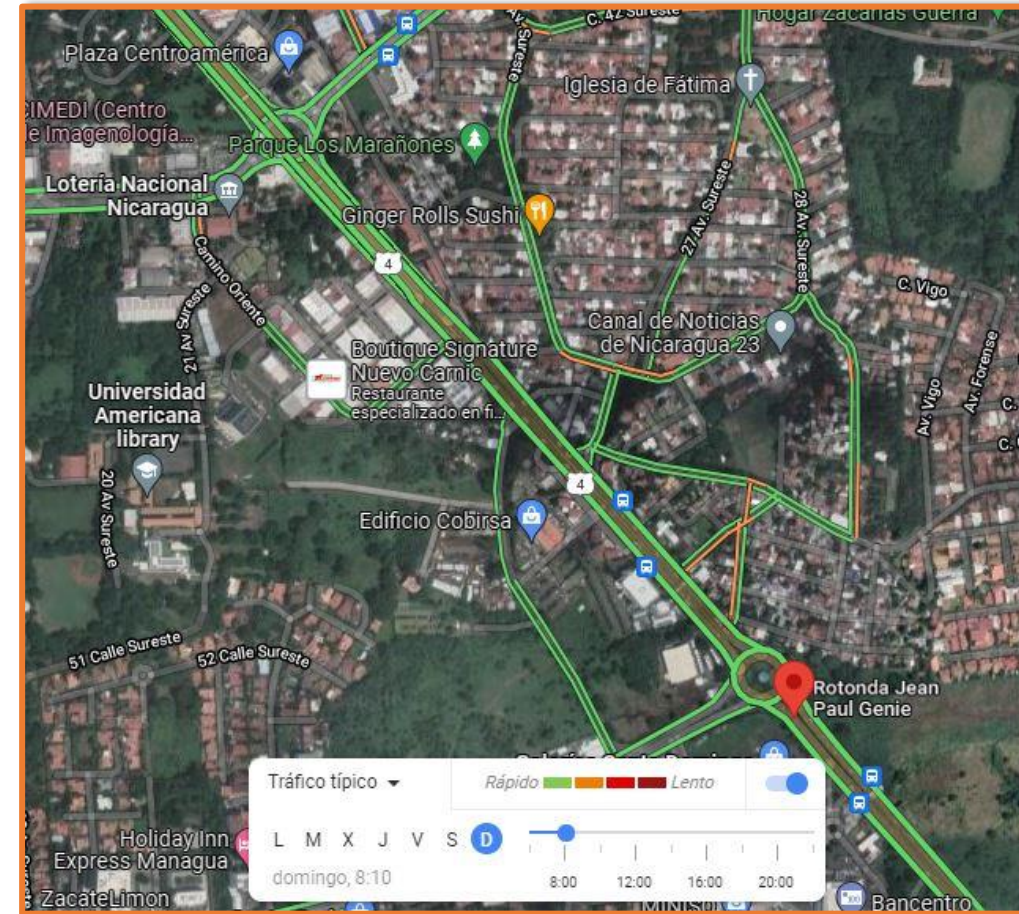 C. 42 Sureste
Hogar Zacarías Guerra
Plaza Centroamérica
Av. Sureste
Iglesia de Fátima
CIMEDI (Centro
de Imagenología...
Parque Los Marañones
Lotería Nacional
Nicaragua
Ginger Rolls Sushi
27 Av. Sureste
28 Av. Sureste
4
Camino Oriente
21 Av Sureste
C. Vigo
Canal de Noticias
de Nicaragua 23
Boutique Signature
Nuevo Carnic
Restaurante
especializado en fi...
Av. Forense
Av. Vigo
C.
C.
Universidad
Americana
library
4
20 Av Sureste
Edificio Cobirsa
51 Calle Sureste
52 Calle Sureste
Rotonda Jean
Paul Genie
Tráfico típico
Rápido
Lento
Holiday Inn
Express Managua
L M X J V S D
domingo, 8:10
8:00 12:00 16:00 20:00
ZacateLimon
MINISO
Bancentro